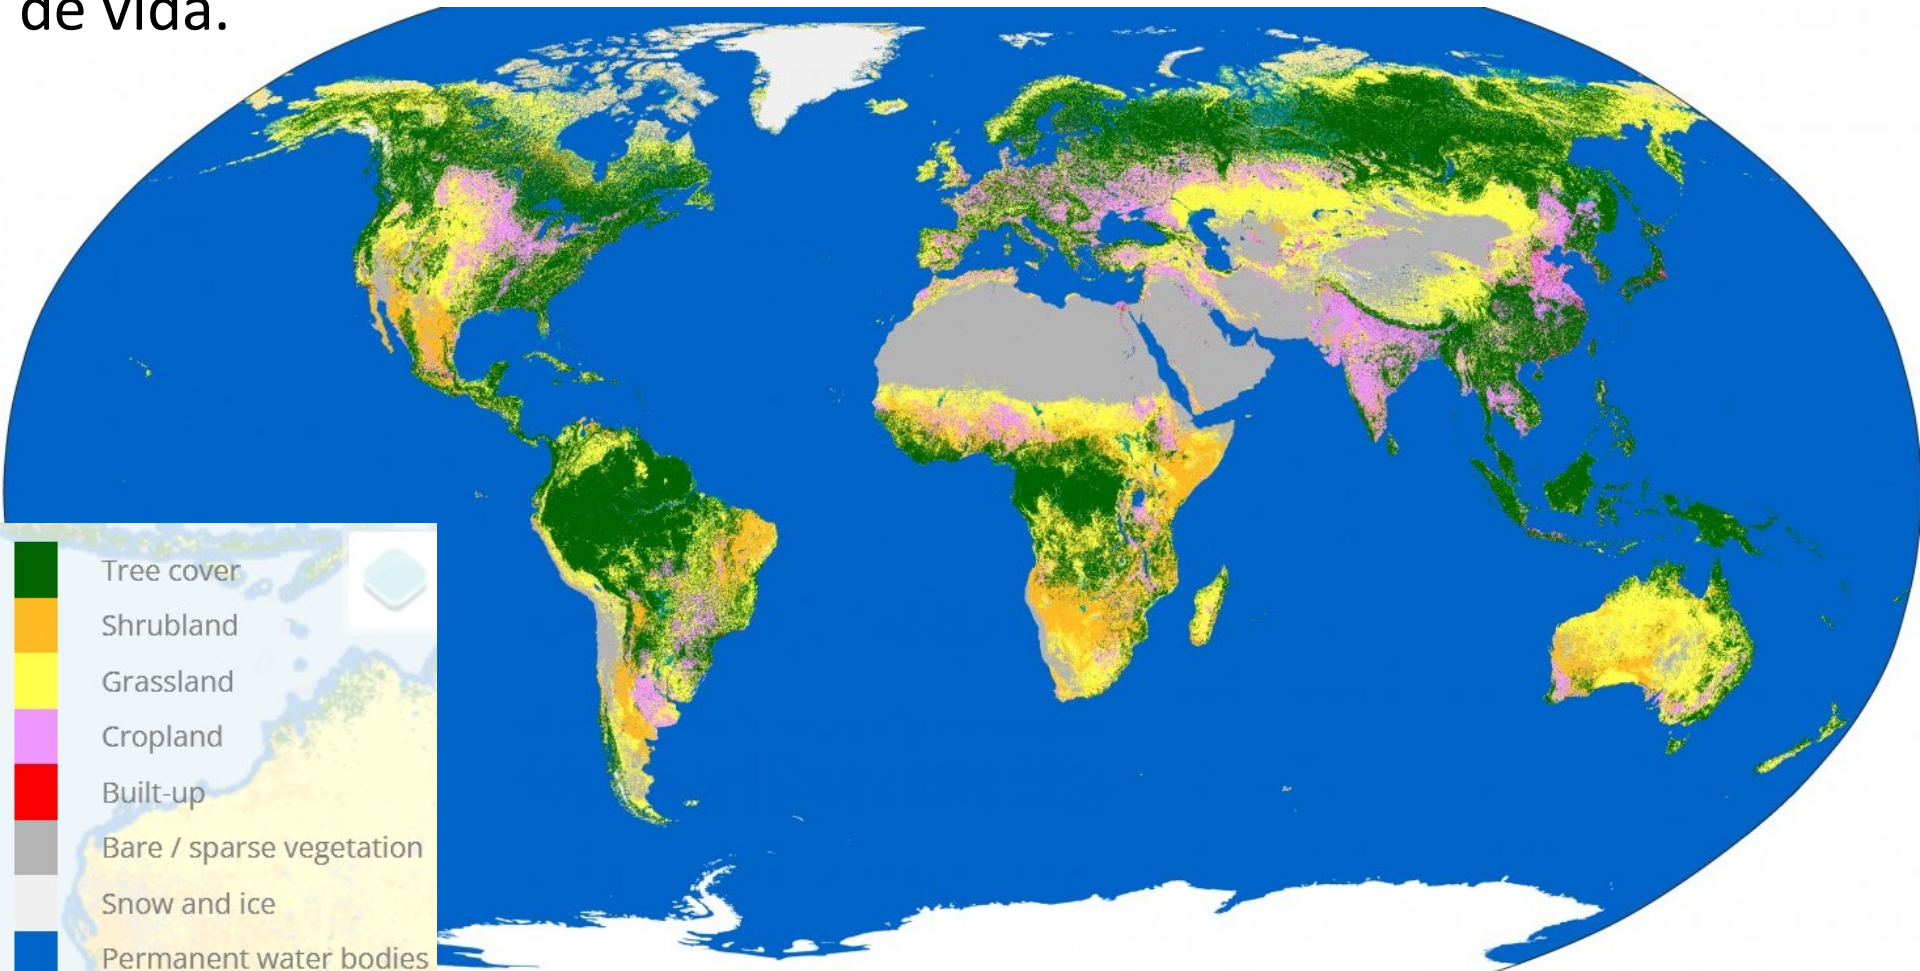 de vida.
Tree cover
Shrubland
Grassland
Cropland
Built-up
Bare / sparse vegetation
Snow and ice
Permanent water bodies